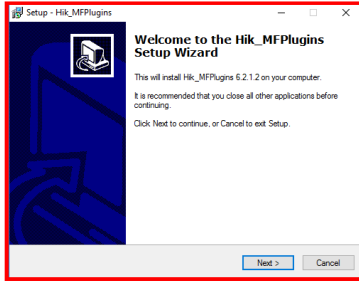 Setup - Hik_MFPlugins
Welcome to the Hik_MFPlugins
Setup Wizard
This will install Hik_MFPlugins 6.2.1.2 on your computer.
It is recommended that you close all other applications before
continuing.
Click Next to continue, or Cancel to exit Setup.
Next >
Cancel